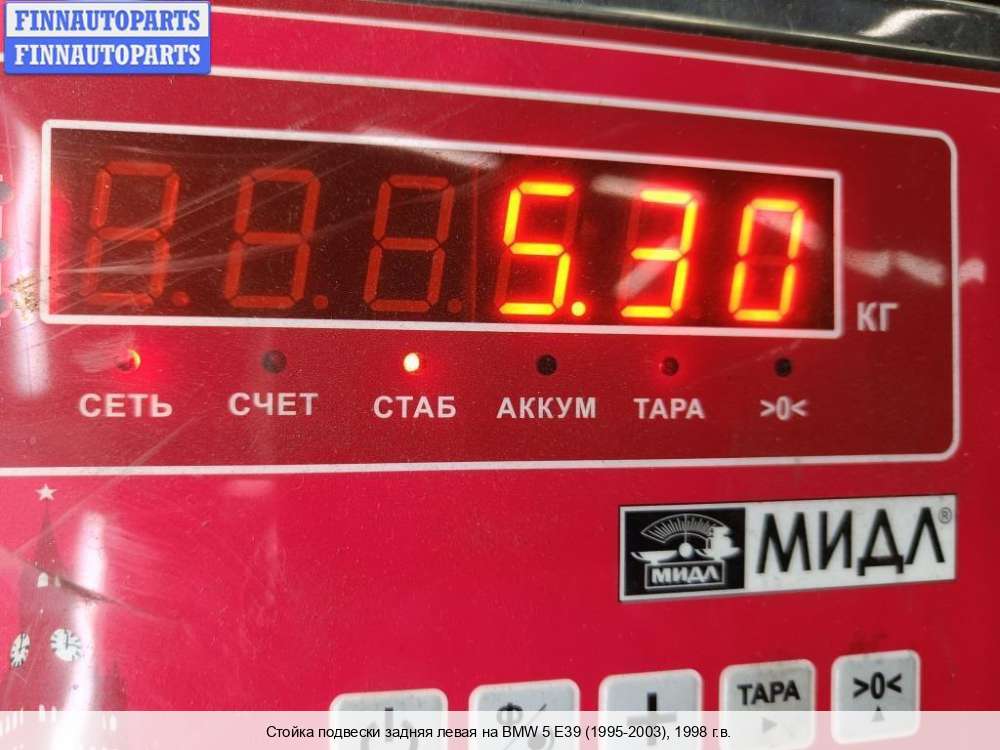 FINNAUTOPARTS
FINNAUTOPARTS
5.30
КГ
СЕТЬ СЧЕТ СТАБ АККУМ ТАРА >0<
МИДЛ МИДЛ®
Ф/
+ ТАРА >0<
Стойка подвески задняя левая на BMW 5 E39 (1995-2003), 1998 г.в.